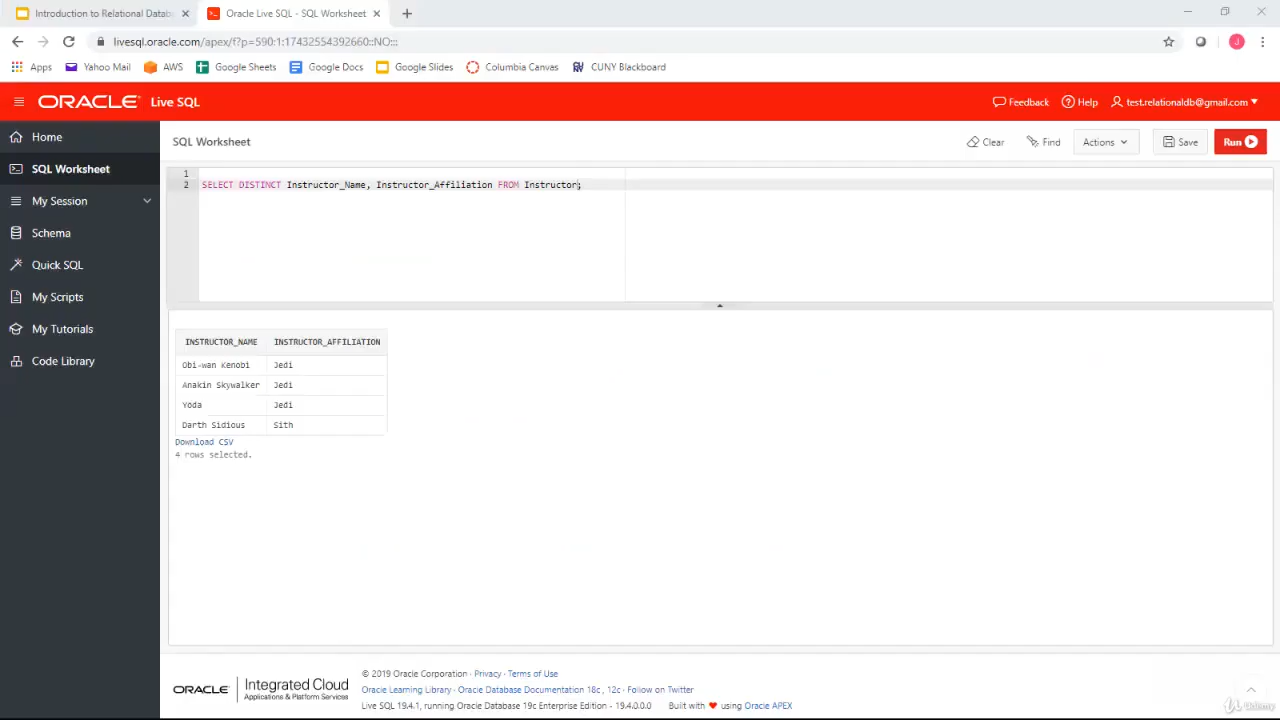 Introduction to Relational Datab
Oracle Live SQL - SQL Worksheet
livesql.oracle.com/apex/f?p=590:1:17432554392660::NO:::
J
Apps
Yahoo Mail
AWS
Google Sheets
Google Docs
Google Slides
Columbia Canvas
CUNY Blackboard
ORACLE Live SQL
Feedback
Help
test.relationaldb@gmail.com
Home
SQL Worksheet
My Session
Schema
Quick SQL
My Scripts
My Tutorials
Code Library
SQL Worksheet
Clear
Find
Actions
Save
Run
1
2 SELECT DISTINCT Instructor_Name, Instructor_Affiliation FROM Instructor;
INSTRUCTOR_NAME INSTRUCTOR_AFFILIATION
Obi-wan Kenobi Jedi
Anakin Skywalker Jedi
Yoda Jedi
Darth Sidious Sith
Download CSV
4 rows selected.
ORACLE Integrated Cloud
Applications & Platform Services
© 2019 Oracle Corporation · Privacy · Terms of Use
Oracle Learning Library · Oracle Database Documentation 18c, 12c · Follow on Twitter
Live SQL 19.4.1, running Oracle Database 19c Enterprise Edition - 19.4.0.0.0 Built with ❤ using Oracle APEX
Udemy